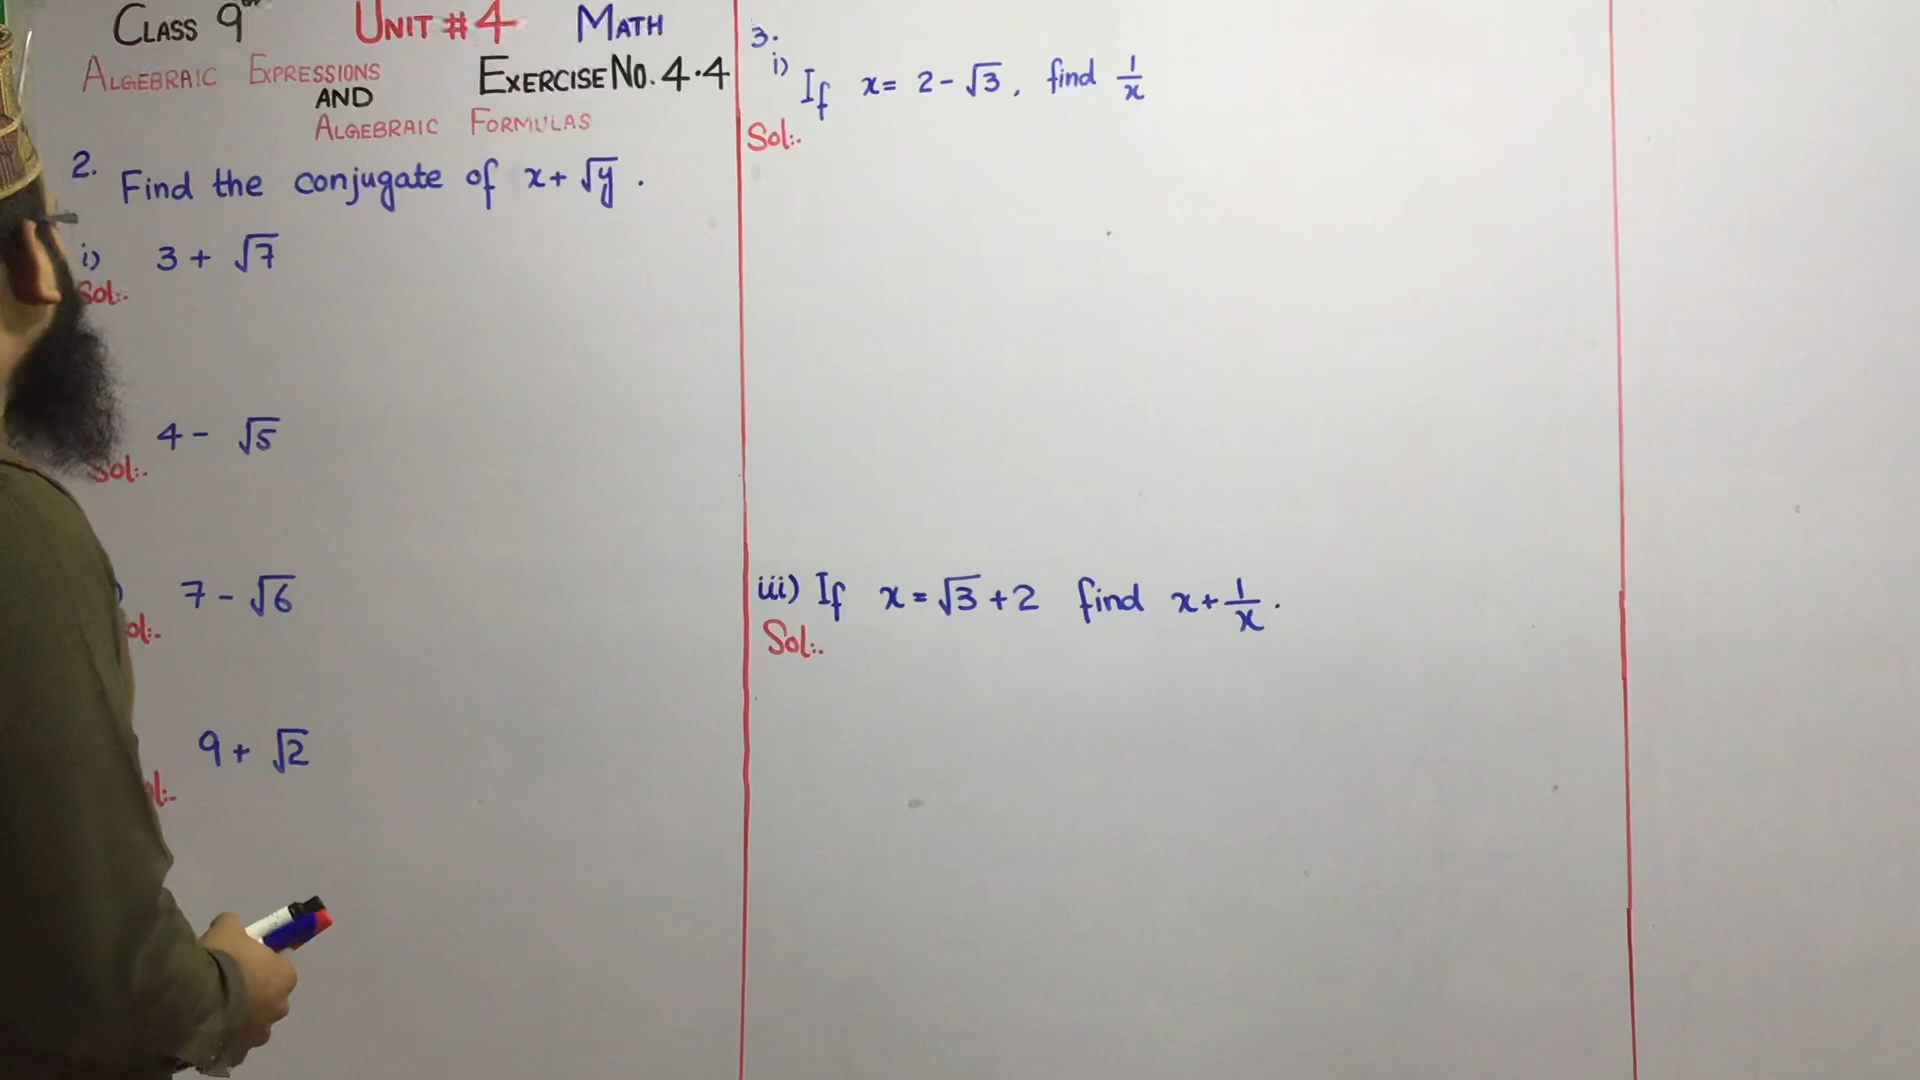 CLASS 9th UNIT #4 MATH
ALGEBRAIC EXPRESSIONS EXERCISE NO. 4.4
AND
ALGEBRAIC FORMULAS
2. Find the conjugate of x+√y.
i) 3 + √7
Sol:.
4 - √5
Sol:.
) 7 - √6
ol:.
9 + √2
l:.
3.
i) If x = 2 - √3, find 1/x
Sol:.
iii) If x = √3 + 2 find x + 1/x.
Sol:.